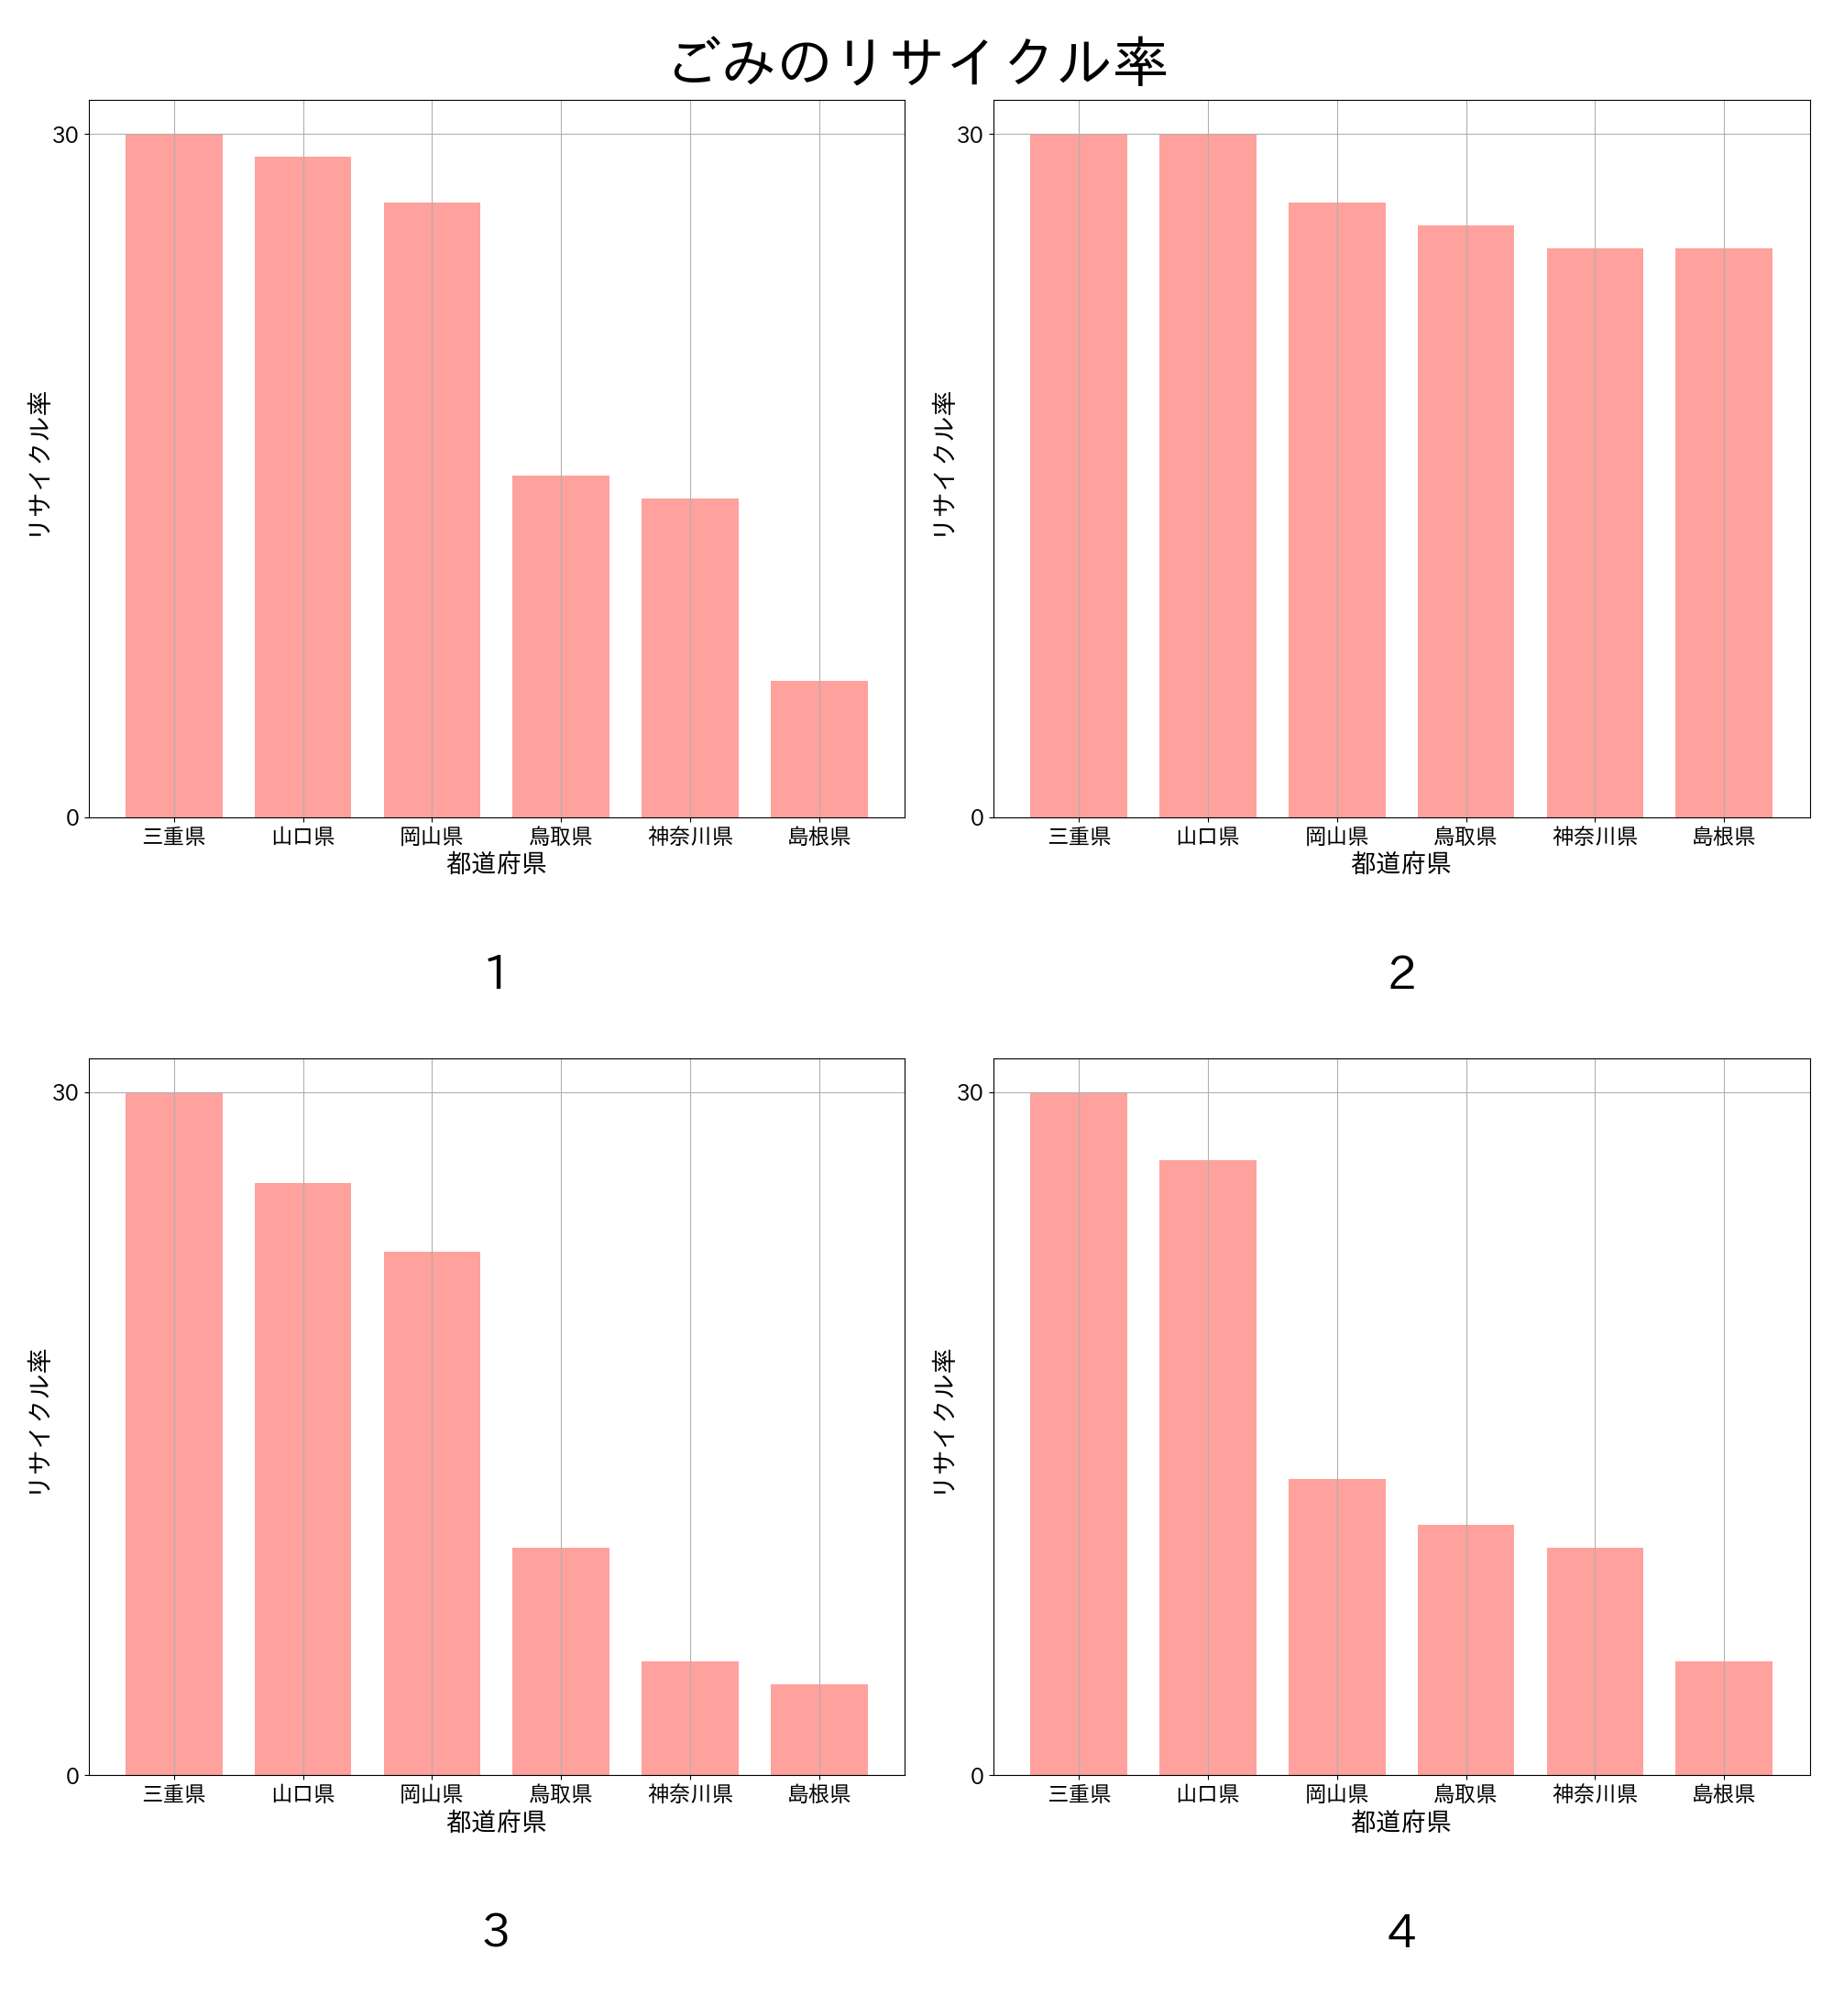 ごみのリサイクル率
30
0
リサイクル率
三重県 山口県 岡山県 鳥取県 神奈川県 島根県
都道府県
1
30
0
リサイクル率
三重県 山口県 岡山県 鳥取県 神奈川県 島根県
都道府県
2
30
0
リサイクル率
三重県 山口県 岡山県 鳥取県 神奈川県 島根県
都道府県
3
30
0
リサイクル率
三重県 山口県 岡山県 鳥取県 神奈川県 島根県
都道府県
4